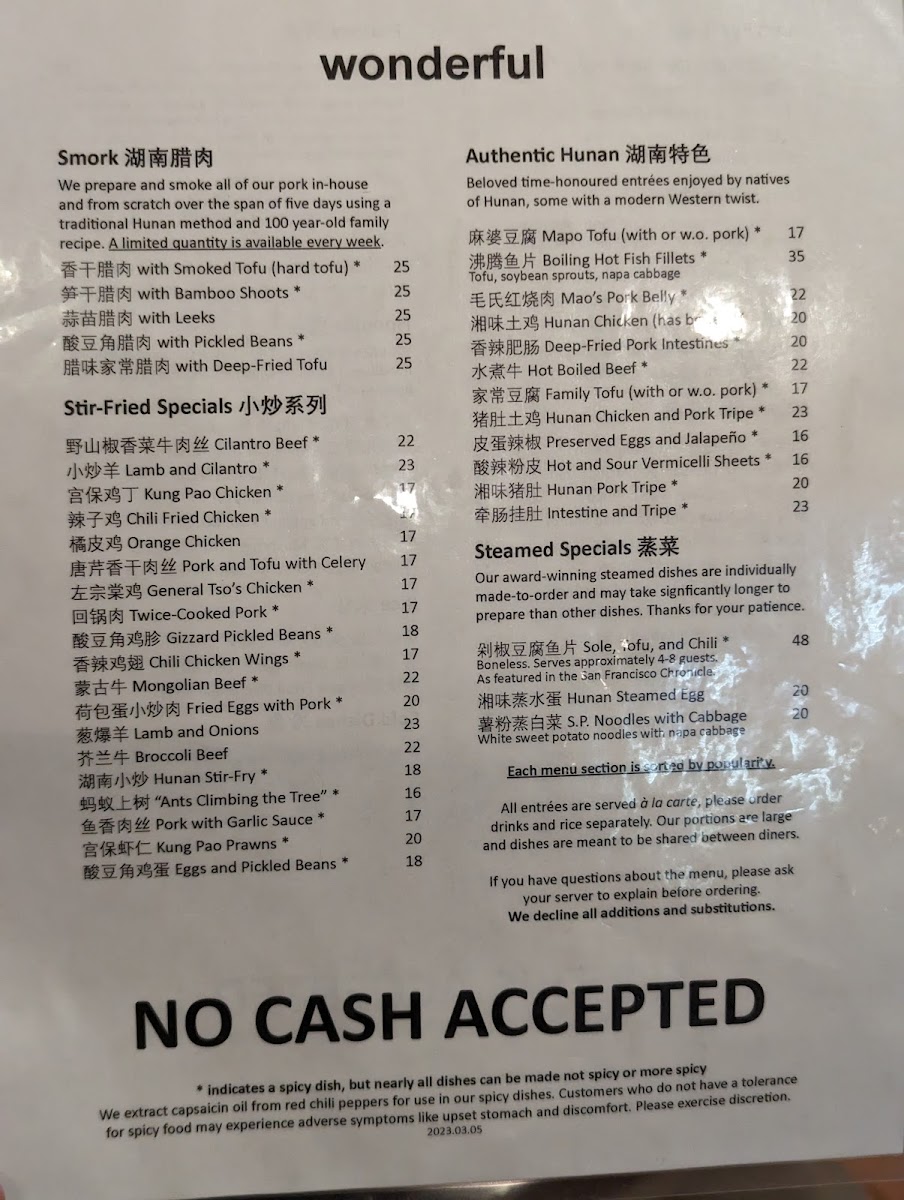 wonderful
Smork 湖南腊肉
We prepare and smoke all of our pork in-house
and from scratch over the span of five days using a
traditional Hunan method and 100 year-old family
recipe. A limited quantity is available every week.
香干腊肉 with Smoked Tofu (hard tofu) * 25
笋干腊肉 with Bamboo Shoots * 25
蒜苗腊肉 with Leeks 25
酸豆角腊肉 with Pickled Beans * 25
腊味家常腊肉 with Deep-Fried Tofu 25
Stir-Fried Specials 小炒系列
野山椒香菜牛肉丝 Cilantro Beef * 22
小炒羊 Lamb and Cilantro * 23
宫保鸡丁 Kung Pao Chicken * 17
辣子鸡 Chili Fried Chicken * 17
橘皮鸡 Orange Chicken 17
唐芹香干肉丝 Pork and Tofu with Celery 17
左宗棠鸡 General Tso's Chicken * 17
回锅肉 Twice-Cooked Pork * 17
酸豆角鸡胗 Gizzard Pickled Beans * 18
香辣鸡翅 Chili Chicken Wings * 17
蒙古牛 Mongolian Beef * 22
荷包蛋小炒肉 Fried Eggs with Pork * 20
葱爆羊 Lamb and Onions 23
芥兰牛 Broccoli Beef 22
湖南小炒 Hunan Stir-Fry * 18
蚂蚁上树 “Ants Climbing the Tree” * 16
鱼香肉丝 Pork with Garlic Sauce * 17
宫保虾仁 Kung Pao Prawns * 20
酸豆角鸡蛋 Eggs and Pickled Beans * 18
Authentic Hunan 湖南特色
Beloved time-honoured entrées enjoyed by natives
of Hunan, some with a modern Western twist.
麻婆豆腐 Mapo Tofu (with or w.o. pork) * 17
沸腾鱼片 Boiling Hot Fish Fillets * 35
Tofu, soybean sprouts, napa cabbage
毛氏红烧肉 Mao's Pork Belly * 22
湘味土鸡 Hunan Chicken (has 20
香辣肥肠 Deep-Fried Pork Intestines * 20
水煮牛 Hot Boiled Beef * 22
家常豆腐 Family Tofu (with or w.o. pork) * 17
猪肚土鸡 Hunan Chicken and Pork Tripe * 23
皮蛋辣椒 Preserved Eggs and Jalapeño * 16
酸辣粉皮 Hot and Sour Vermicelli Sheets * 16
湘味猪肚 Hunan Pork Tripe * 20
牵肠挂肚 Intestine and Tripe * 23
Steamed Specials 蒸菜
Our award-winning steamed dishes are individually
made-to-order and may take signficantly longer to
prepare than other dishes. Thanks for your patience.
剁椒豆腐鱼片 Sole, Tofu, and Chili * 48
Boneless. Serves approximately 4-8 guests.
As featured in the San Francisco Chronicle.
湘味蒸水蛋 Hunan Steamed Egg 20
薯粉蒸白菜 S.P. Noodles with Cabbage 20
White sweet potato noodles with napa cabbage
Each menu section is sorted by popularity.
All entrées are served à la carte, please order
drinks and rice separately. Our portions are large
and dishes are meant to be shared between diners.
If you have questions about the menu, please ask
your server to explain before ordering.
We decline all additions and substitutions.
NO CASH ACCEPTED
* indicates a spicy dish, but nearly all dishes can be made not spicy or more spicy
We extract capsaicin oil from red chili peppers for use in our spicy dishes. Customers who do not have a tolerance
for spicy food may experience adverse symptoms like upset stomach and discomfort. Please exercise discretion.
2023.03.05